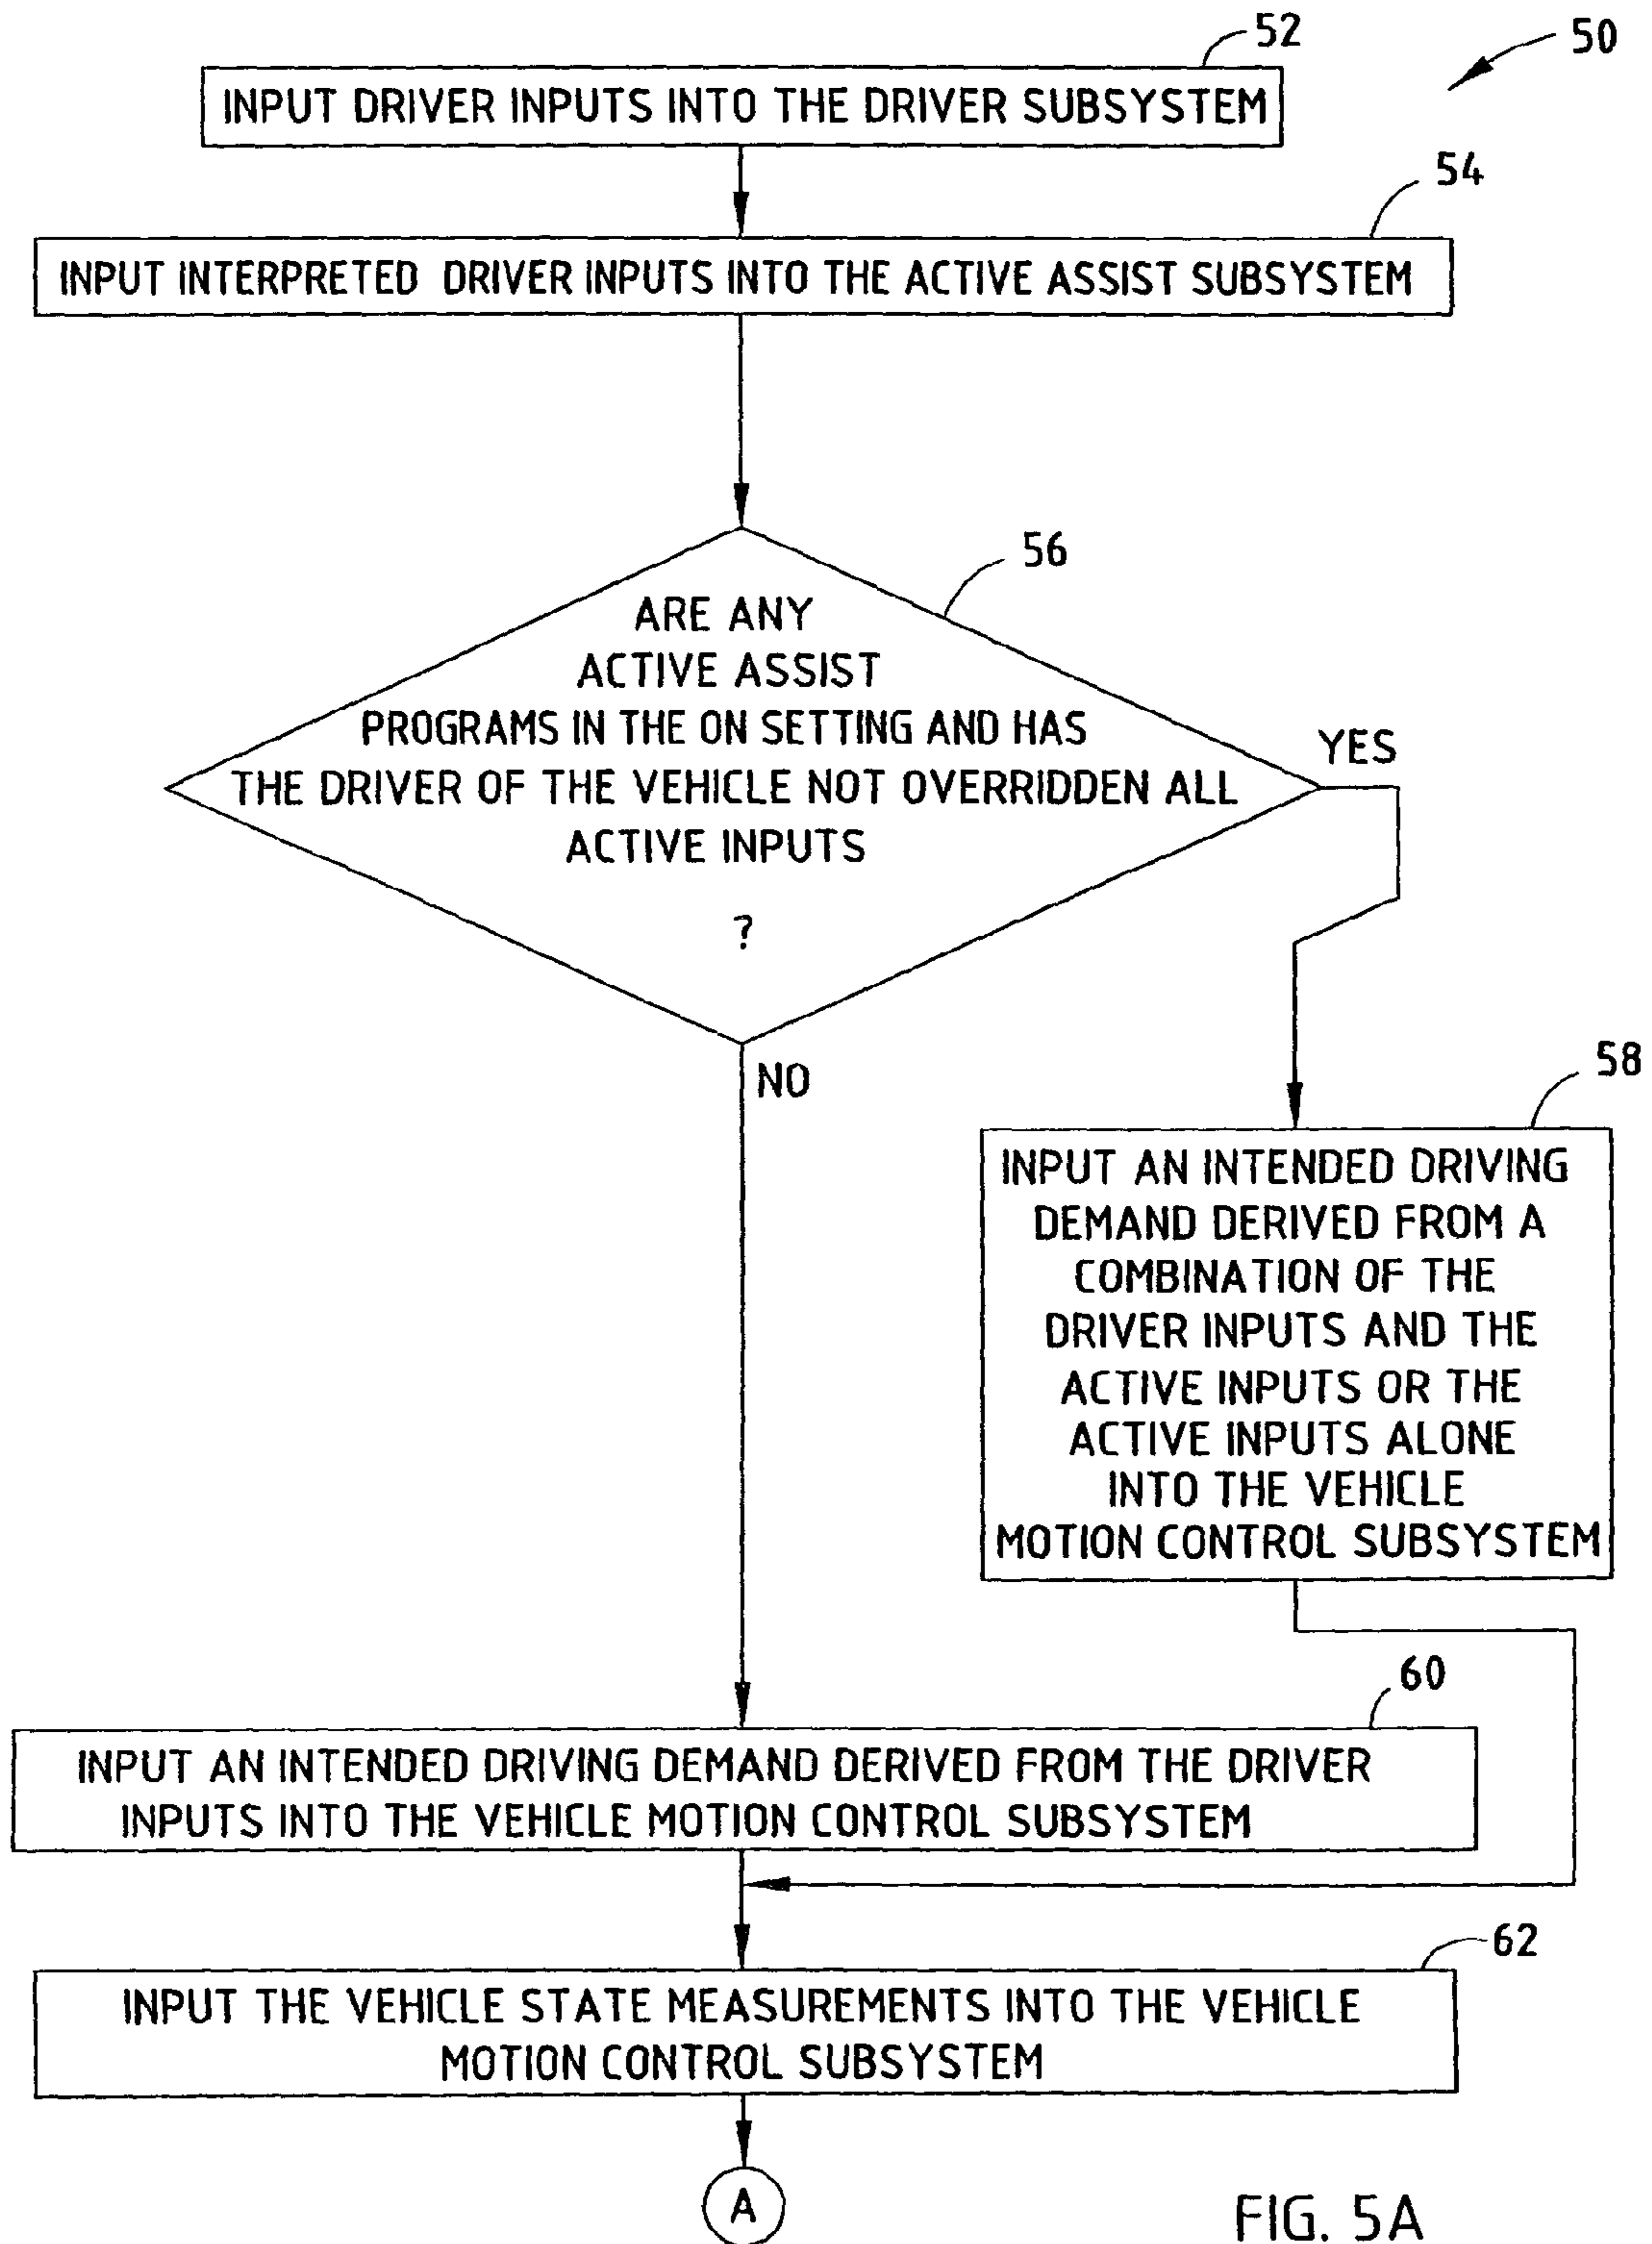 52
50
INPUT DRIVER INPUTS INTO THE DRIVER SUBSYSTEM
54
INPUT INTERPRETED DRIVER INPUTS INTO THE ACTIVE ASSIST SUBSYSTEM
56
ARE ANY
ACTIVE ASSIST
PROGRAMS IN THE ON SETTING AND HAS
THE DRIVER OF THE VEHICLE NOT OVERRIDDEN ALL
ACTIVE INPUTS
?
YES
NO
58
INPUT AN INTENDED DRIVING
DEMAND DERIVED FROM A
COMBINATION OF THE
DRIVER INPUTS AND THE
ACTIVE INPUTS OR THE
ACTIVE INPUTS ALONE
INTO THE VEHICLE
MOTION CONTROL SUBSYSTEM
60
INPUT AN INTENDED DRIVING DEMAND DERIVED FROM THE DRIVER
INPUTS INTO THE VEHICLE MOTION CONTROL SUBSYSTEM
62
INPUT THE VEHICLE STATE MEASUREMENTS INTO THE VEHICLE
MOTION CONTROL SUBSYSTEM
A
FIG. 5A